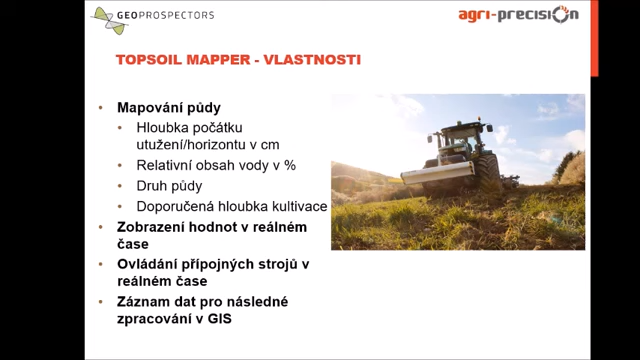 GEOPROSPECTORS
agri-precision
TOPSOIL MAPPER - VLASTNOSTI
• Mapování půdy
• Hloubka počátku
utužení/horizontu v cm
• Relativní obsah vody v %
• Druh půdy
• Doporučená hloubka kultivace
• Zobrazení hodnot v reálném
čase
• Ovládání přípojných strojů v
reálném čase
• Záznam dat pro následné
zpracování v GIS